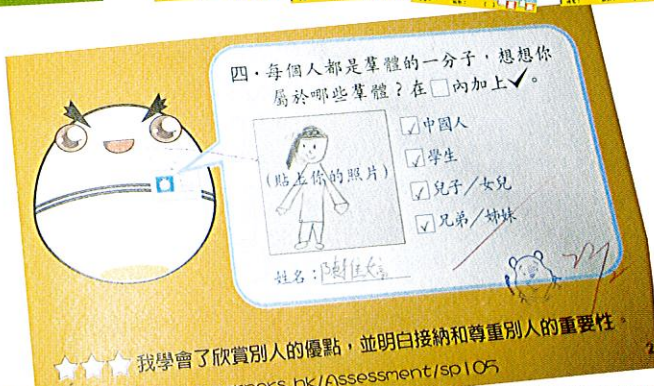 四．每個人都是羣體的一分子，想想你
屬於哪些羣體？在□內加上✓。
(貼上你的照片)
✓中國人
✓學生
✓兒子／女兒
✓兄弟／姊妹
姓名：陳佳
我學會了欣賞別人的優點，並明白接納和尊重別人的重要性。
hk/Assessment/sp105
2